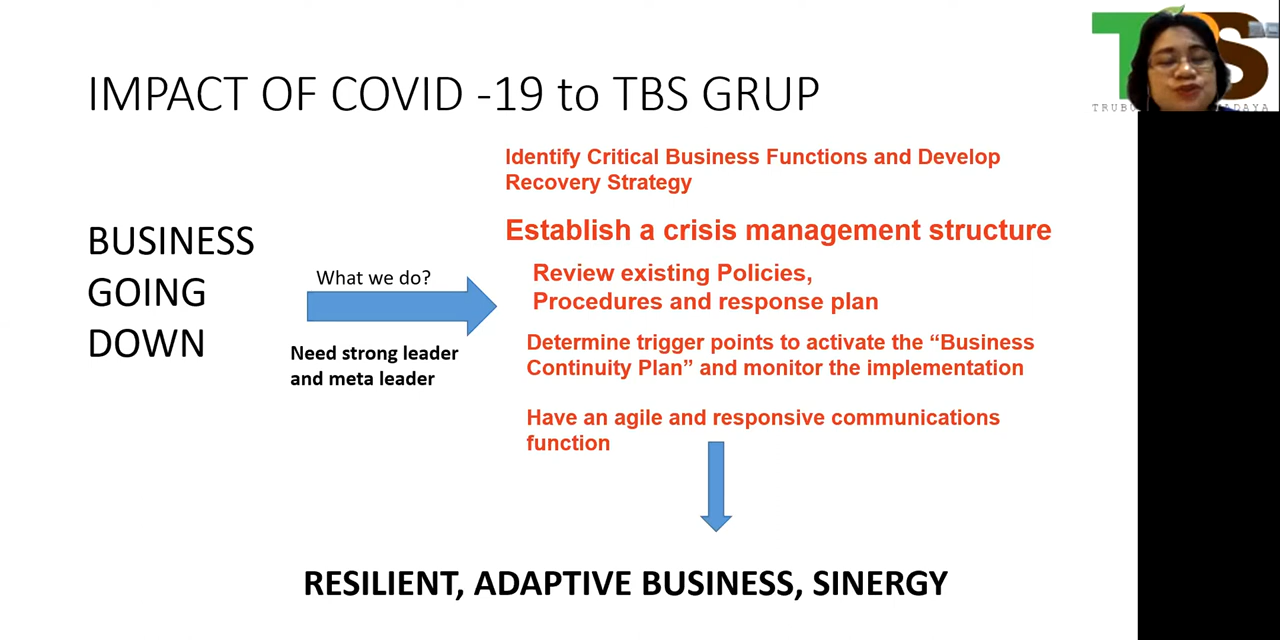 IMPACT OF COVID -19 to TBS GRUP
BUSINESS
GOING
DOWN
What we do?
Need strong leader
and meta leader
Identify Critical Business Functions and Develop
Recovery Strategy
Establish a crisis management structure
Review existing Policies,
Procedures and response plan
Determine trigger points to activate the “Business
Continuity Plan” and monitor the implementation
Have an agile and responsive communications
function
RESILIENT, ADAPTIVE BUSINESS, SINERGY